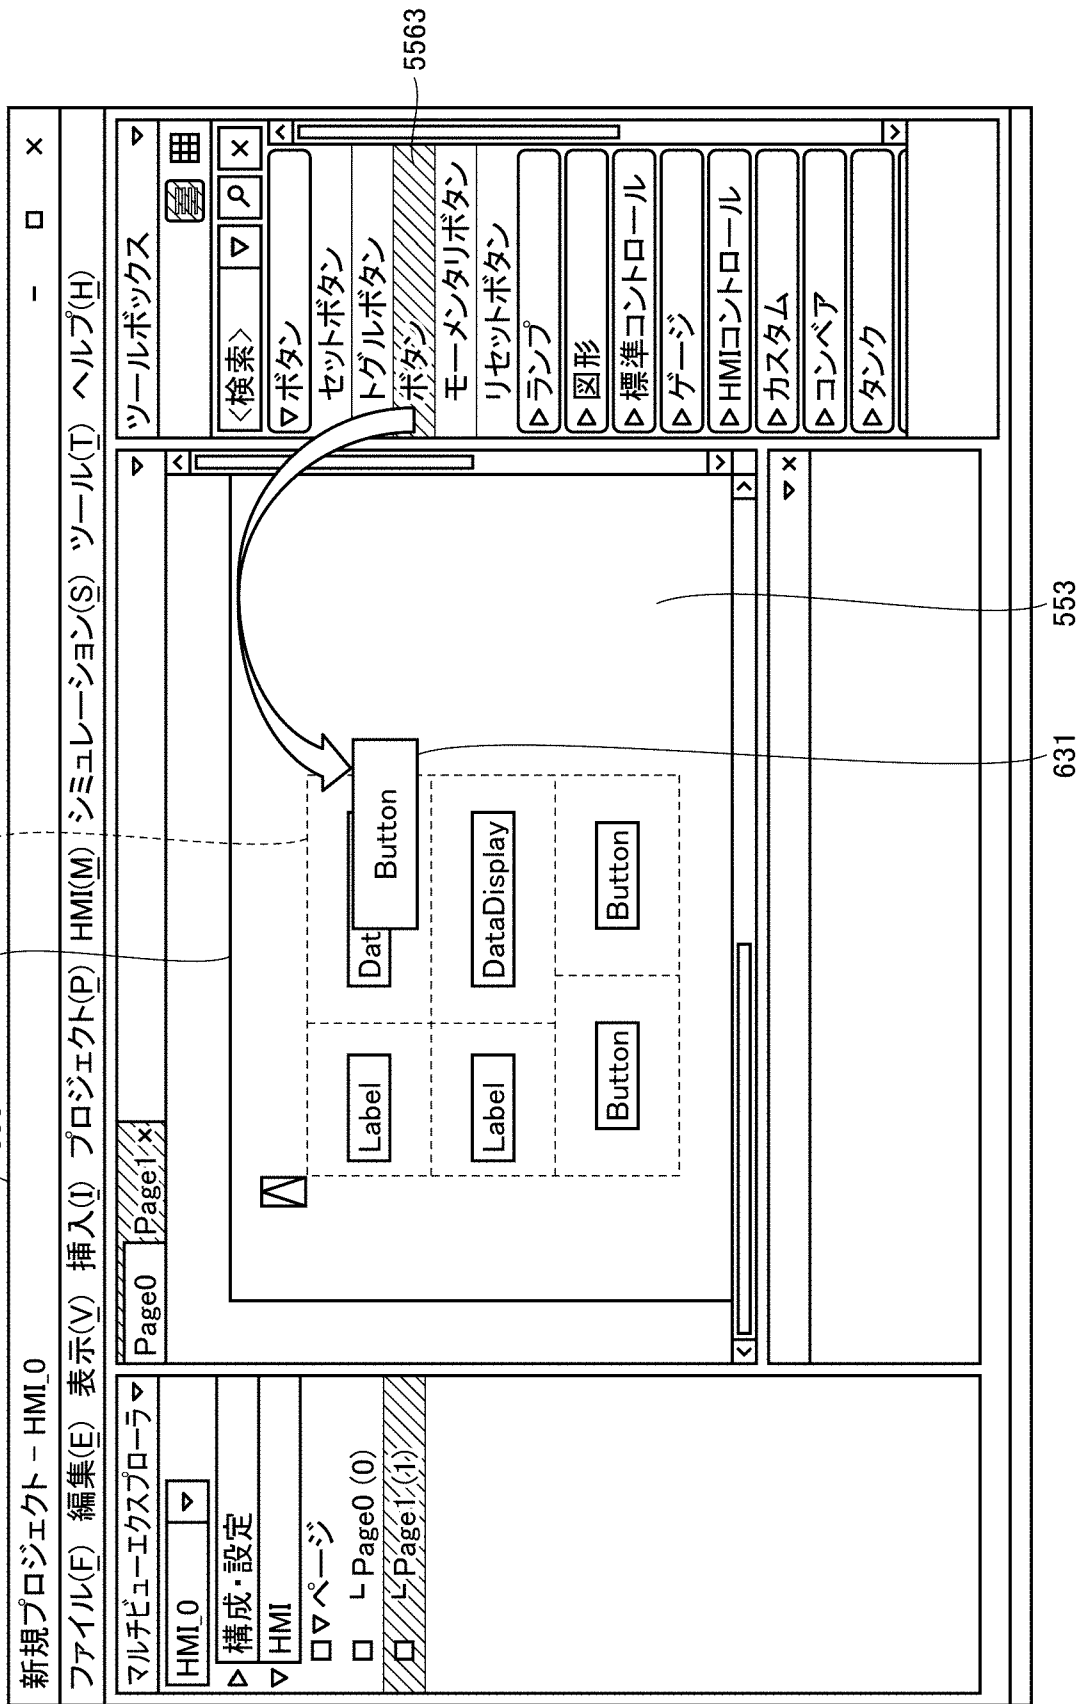 新規プロジェクト - HMI_0
ファイル(F) 編集(E) 表示(V) 挿入(I) プロジェクト(P) HMI(M) シミュレーション(S) ツール(T) ヘルプ(H)
マルチビューエクスプローラ
HMI_0
構成・設定
HMI
ページ
Page0 (0)
Page1 (1)
Page0
Page1
Label
Dat
Button
Label
DataDisplay
Button
Button
ツールボックス
<検索>
ボタン
セットボタン
トグルボタン
ボタン
モーメンタリボタン
リセットボタン
ランプ
図形
標準コントロール
ゲージ
HMIコントロール
カスタム
コンベア
タンク
5563
631
553